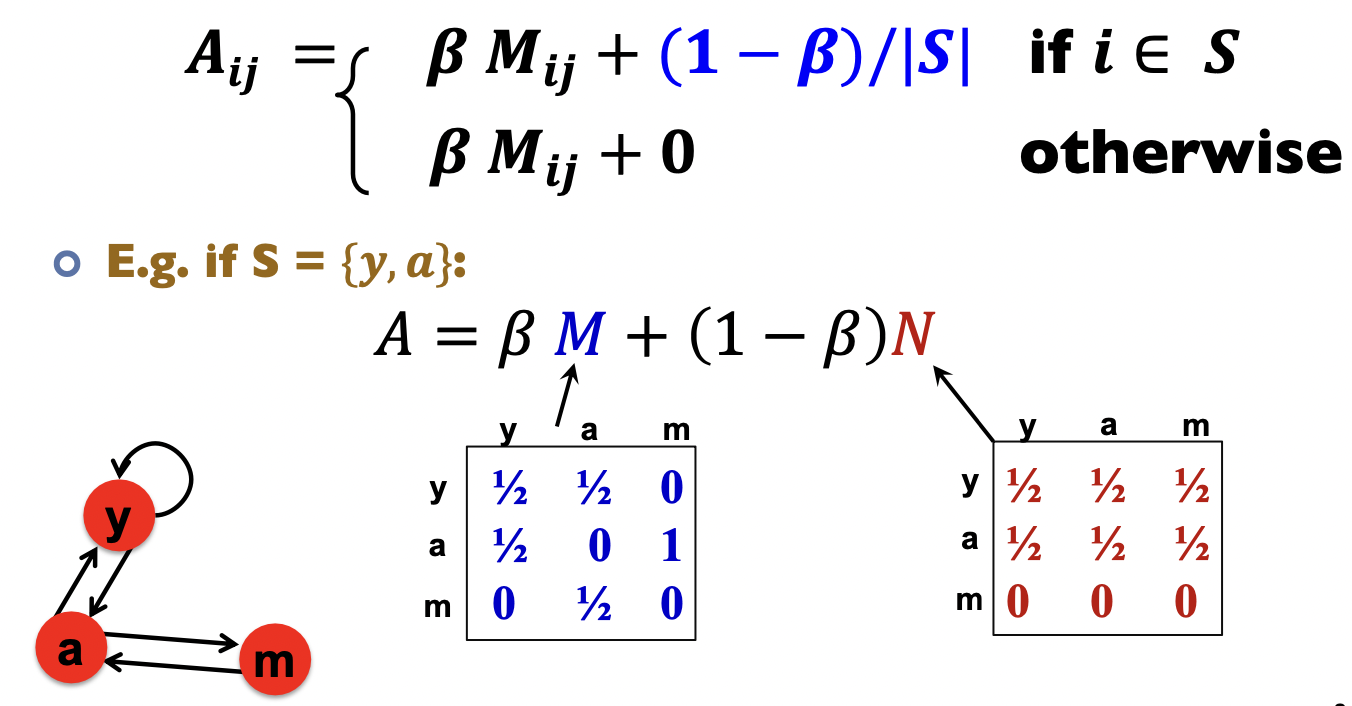 A_ij = { β M_ij + (1 − β)/|S| if i ∈ S
β M_ij + 0 otherwise
E.g. if S = {y, a}:
A = β M + (1 − β)N
y a m
y ½ ½ 0
a ½ 0 1
m 0 ½ 0
y a m
y ½ ½ ½
a ½ ½ ½
m 0 0 0
y
a
m